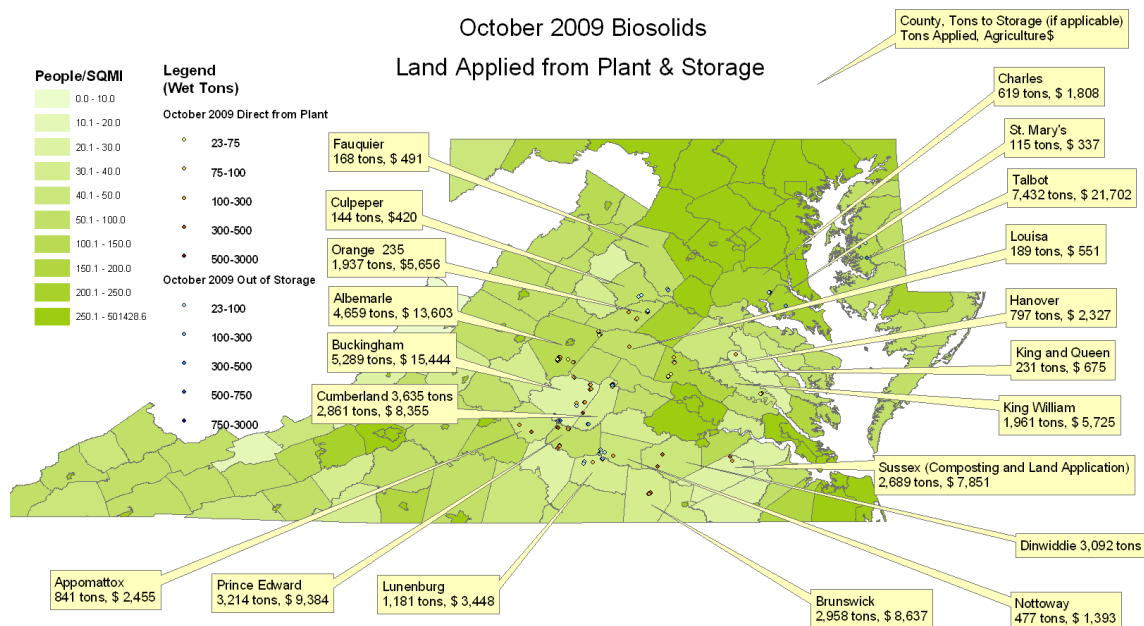 October 2009 Biosolids
Land Applied from Plant & Storage
County, Tons to Storage (if applicable)
Tons Applied, Agriculture$
People/SQMI
0.0 - 10.0
10.1 - 20.0
20.1 - 30.0
30.1 - 40.0
40.1 - 50.0
50.1 - 100.0
100.1 - 150.0
150.1 - 200.0
200.1 - 250.0
250.1 - 501428.6
Legend
(Wet Tons)
October 2009 Direct from Plant
23-75
75-100
100-300
300-500
500-3000
October 2009 Out of Storage
23-100
100-300
300-500
500-750
750-3000
Fauquier
168 tons, $ 491
Culpeper
144 tons, $420
Orange 235
1,937 tons, $5,656
Albemarle
4,659 tons, $ 13,603
Buckingham
5,289 tons, $ 15,444
Cumberland 3,635 tons
2,861 tons, $ 8,355
Charles
619 tons, $ 1,808
St. Mary's
115 tons, $ 337
Talbot
7,432 tons, $ 21,702
Louisa
189 tons, $ 551
Hanover
797 tons, $ 2,327
King and Queen
231 tons, $ 675
King William
1,961 tons, $ 5,725
Sussex (Composting and Land Application)
2,689 tons, $ 7,851
Dinwiddie 3,092 tons
Appomattox
841 tons, $ 2,455
Prince Edward
3,214 tons, $ 9,384
Lunenburg
1,181 tons, $ 3,448
Brunswick
2,958 tons, $ 8,637
Nottoway
477 tons, $ 1,393